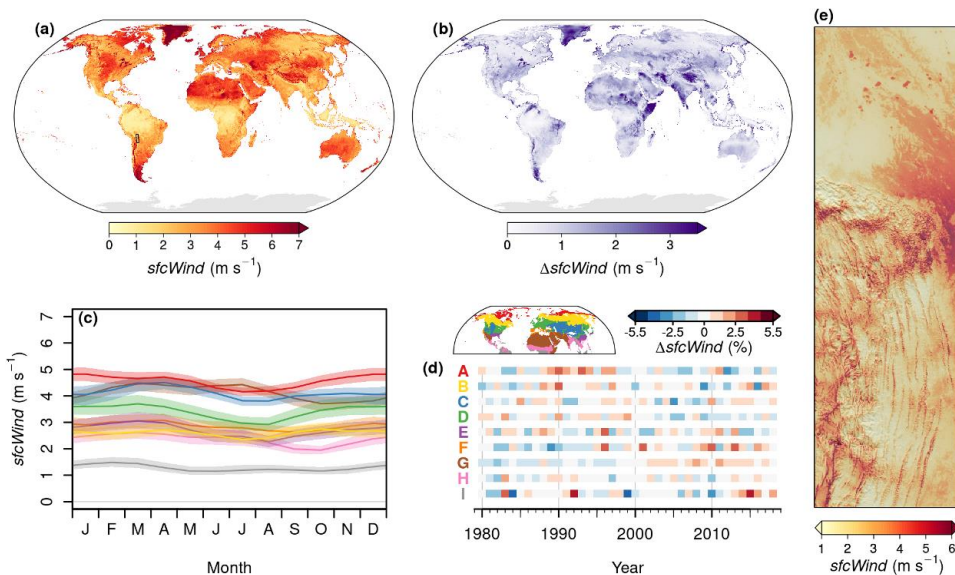 (a)
0 1 2 3 4 5 6 7
sfcWind (m s⁻¹)
(b)
0 1 2 3
ΔsfcWind (m s⁻¹)
(c)
7
6
5
4
3
2
1
0
sfcWind (m s⁻¹)
J F M A M J J A S O N D
Month
-5.5 -2.5 0 2.5 5.5
ΔsfcWind (%)
(d)
A
B
C
D
E
F
G
H
I
1980 1990 2000 2010
Year
(e)
1 2 3 4 5 6
sfcWind (m s⁻¹)